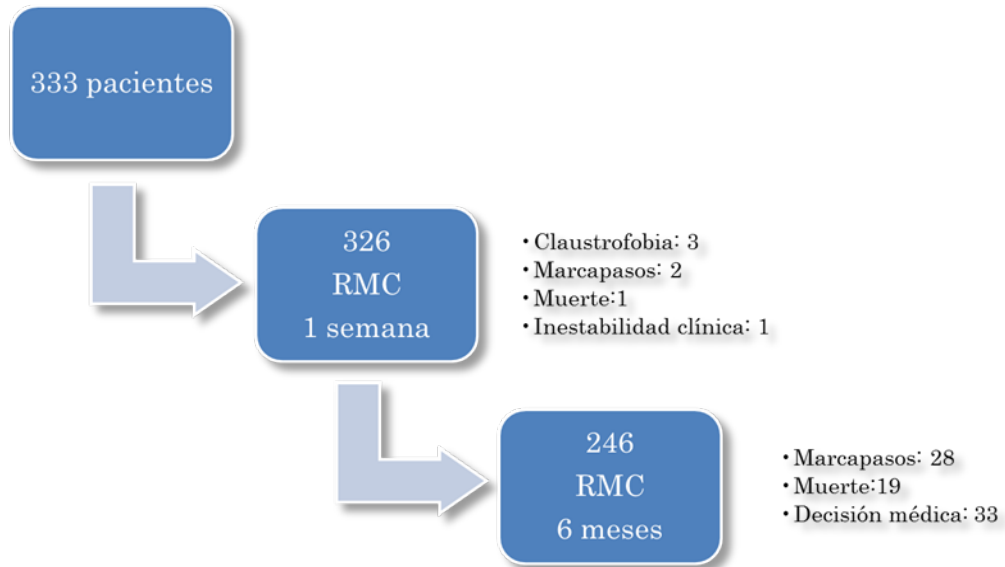 333 pacientes
326
RMC
1 semana
• Claustrofobia: 3
• Marcapasos: 2
• Muerte:1
• Inestabilidad clínica: 1
246
RMC
6 meses
• Marcapasos: 28
• Muerte:19
• Decisión médica: 33